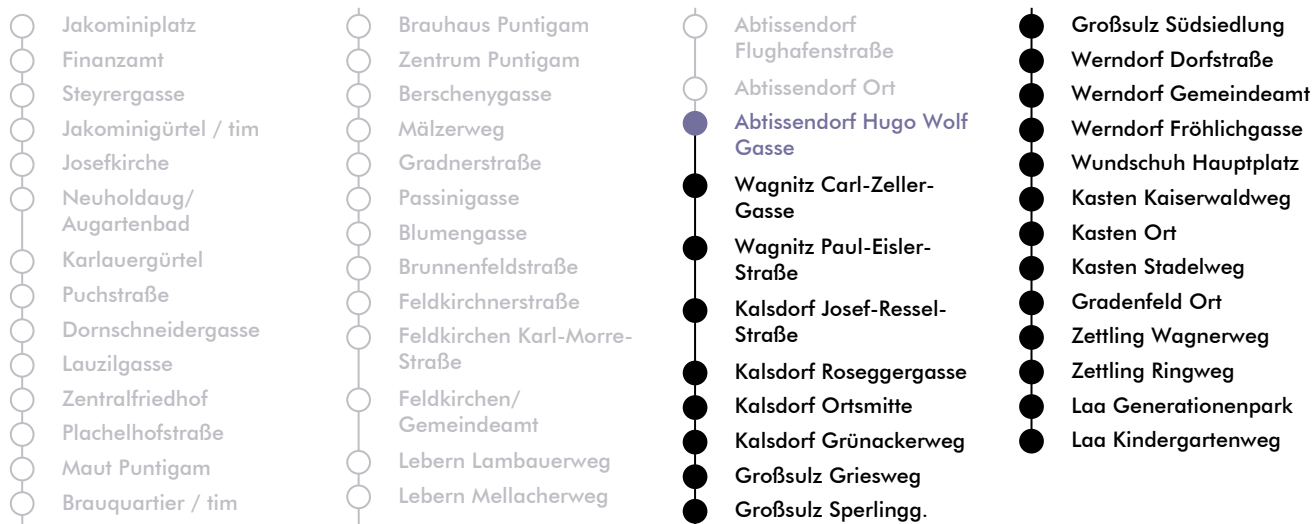 Jakominiplatz
Finanzamt
Steyrergasse
Jakominigürtel / tim
Josefkirche
Neuholdaug/
Augartenbad
Karlauergürtel
Puchstraße
Dornschneidergasse
Lauzilgasse
Zentralfriedhof
Plachelhofstraße
Maut Puntigam
Brauquartier / tim
Brauhaus Puntigam
Zentrum Puntigam
Berschenygasse
Mälzerweg
Gradnerstraße
Passinigasse
Blumengasse
Brunnenfeldstraße
Feldkirchnerstraße
Feldkirchen Karl-Morre-
Straße
Feldkirchen/
Gemeindeamt
Lebern Lambauerweg
Lebern Mellacherweg
Abtissendorf
Flughafenstraße
Abtissendorf Ort
Abtissendorf Hugo Wolf
Gasse
Wagnitz Carl-Zeller-
Gasse
Wagnitz Paul-Eisler-
Straße
Kalsdorf Josef-Ressel-
Straße
Kalsdorf Roseggergasse
Kalsdorf Ortsmitte
Kalsdorf Grünackerweg
Großsulz Griesweg
Großsulz Sperlingg.
Großsulz Südsiedlung
Werndorf Dorfstraße
Werndorf Gemeindeamt
Werndorf Fröhlichgasse
Wundschuh Hauptplatz
Kasten Kaiserwaldweg
Kasten Ort
Kasten Stadelweg
Gradenfeld Ort
Zettling Wagnerweg
Zettling Ringweg
Laa Generationenpark
Laa Kindergartenweg